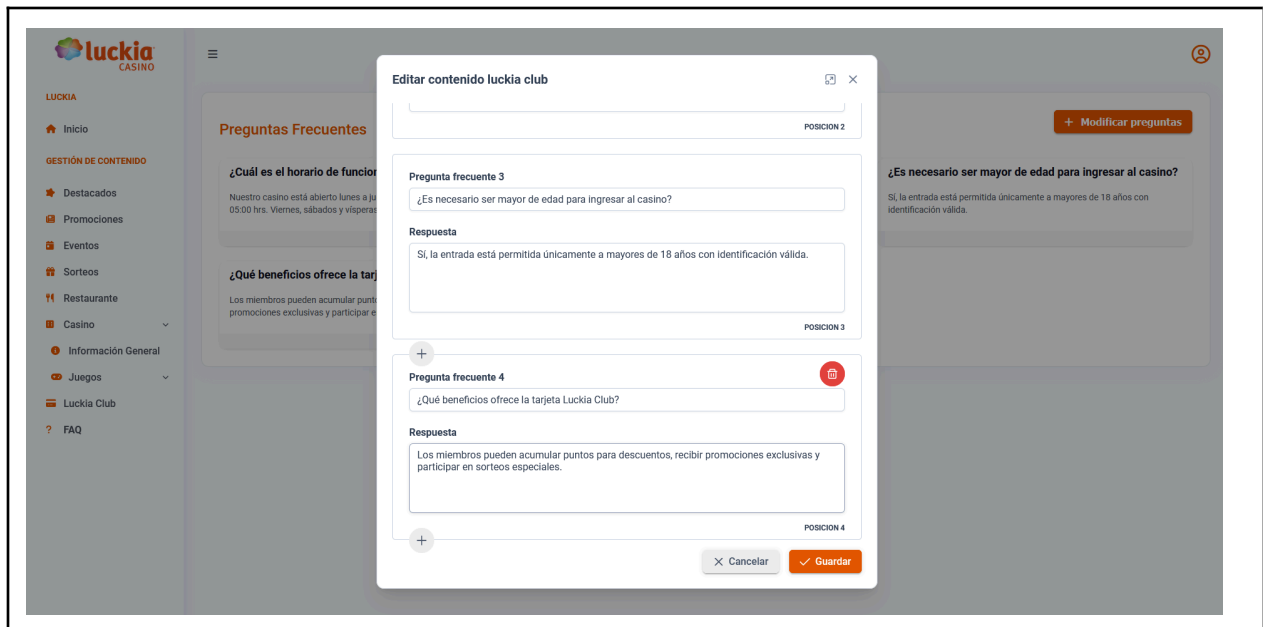 luckia
CASINO
LUCKIA
Inicio
GESTIÓN DE CONTENIDO
Destacados
Promociones
Eventos
Sorteos
Restaurante
Casino
Información General
Juegos
Luckia Club
FAQ
Preguntas Frecuentes
+ Modificar preguntas
¿Cuál es el horario de funcion
Nuestro casino está abierto lunes a ju
05:00 hrs. Viernes, sábados y vísperas
¿Es necesario ser mayor de edad para ingresar al casino?
Sí, la entrada está permitida únicamente a mayores de 18 años con
identificación válida.
¿Qué beneficios ofrece la tarj
Los miembros pueden acumular punto
promociones exclusivas y participar e
Editar contenido luckia club
POSICION 2
Pregunta frecuente 3
¿Es necesario ser mayor de edad para ingresar al casino?
Respuesta
Sí, la entrada está permitida únicamente a mayores de 18 años con identificación válida.
POSICION 3
Pregunta frecuente 4
¿Qué beneficios ofrece la tarjeta Luckia Club?
Respuesta
Los miembros pueden acumular puntos para descuentos, recibir promociones exclusivas y
participar en sorteos especiales.
POSICION 4
Cancelar
Guardar